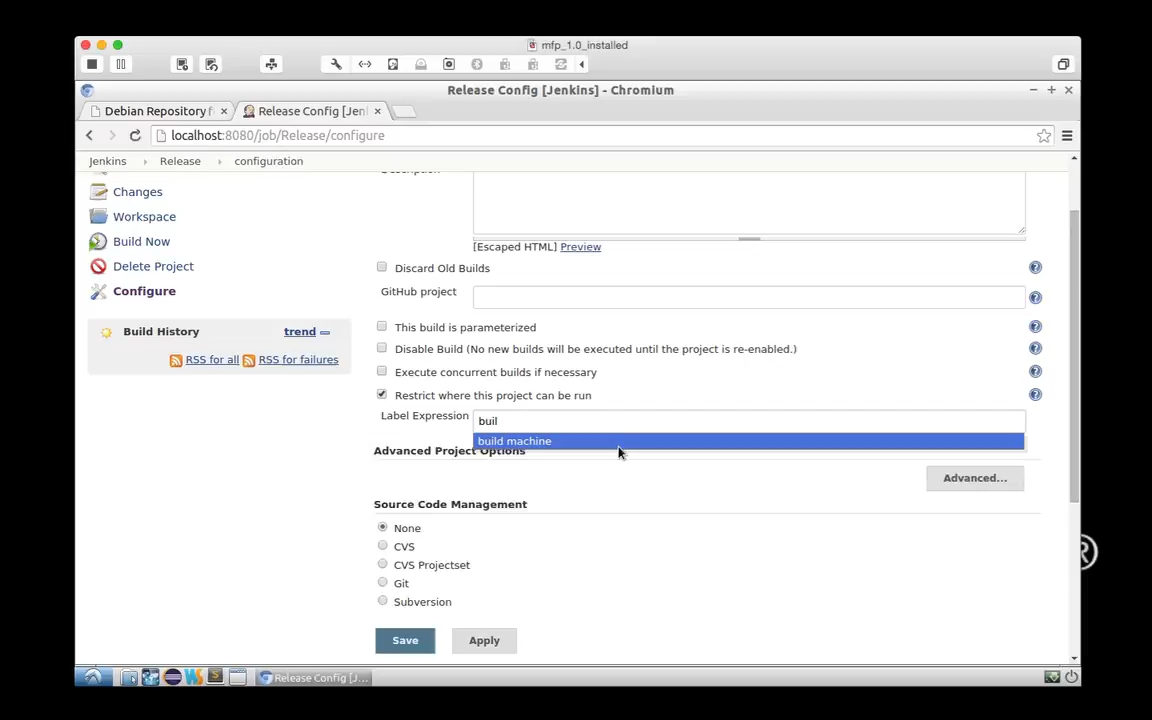 mfp_1.0_installed
Release Config [Jenkins] - Chromium
Debian Repository f
Release Config [Jen
localhost:8080/job/Release/configure
Jenkins
Release
configuration
Changes
Workspace
Build Now
Delete Project
Configure
Build History
trend
RSS for all
RSS for failures
Description
[Escaped HTML] Preview
Discard Old Builds
GitHub project
This build is parameterized
Disable Build (No new builds will be executed until the project is re-enabled.)
Execute concurrent builds if necessary
Restrict where this project can be run
Label Expression
buil
build machine
Advanced Project Options
Advanced...
Source Code Management
None
CVS
CVS Projectset
Git
Subversion
Save
Apply
Release Config [J...
®